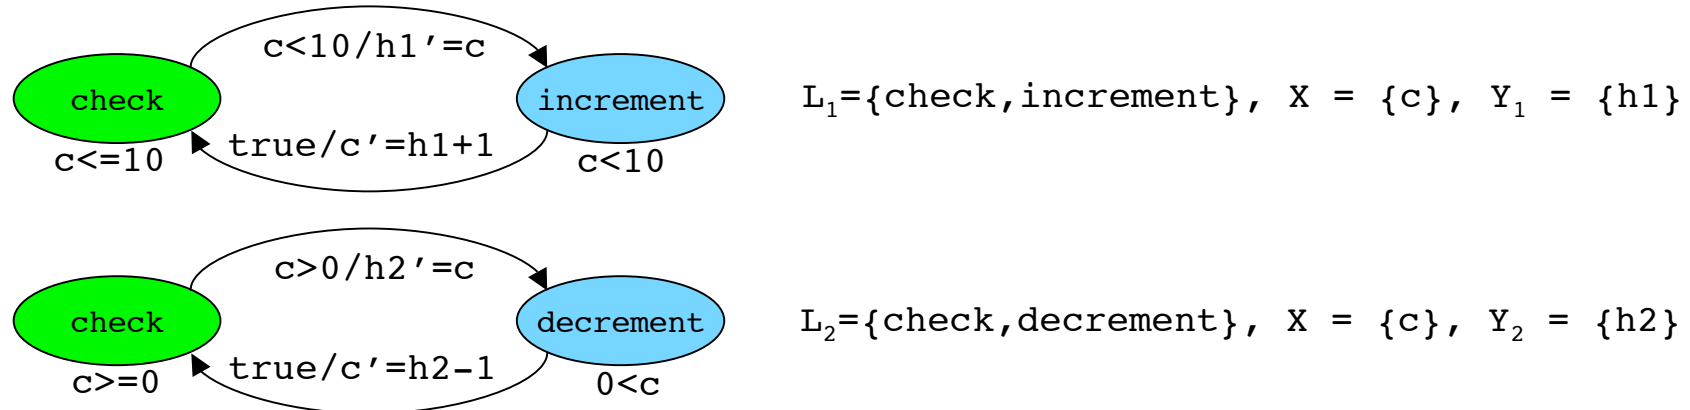 c<10/h1′=c
check increment L₁={check,increment}, X = {c}, Y₁ = {h1}
true/c′=h1+1
c<=10 c<10
c>0/h2′=c
check decrement L₂={check,decrement}, X = {c}, Y₂ = {h2}
true/c′=h2-1
c>=0 0<c